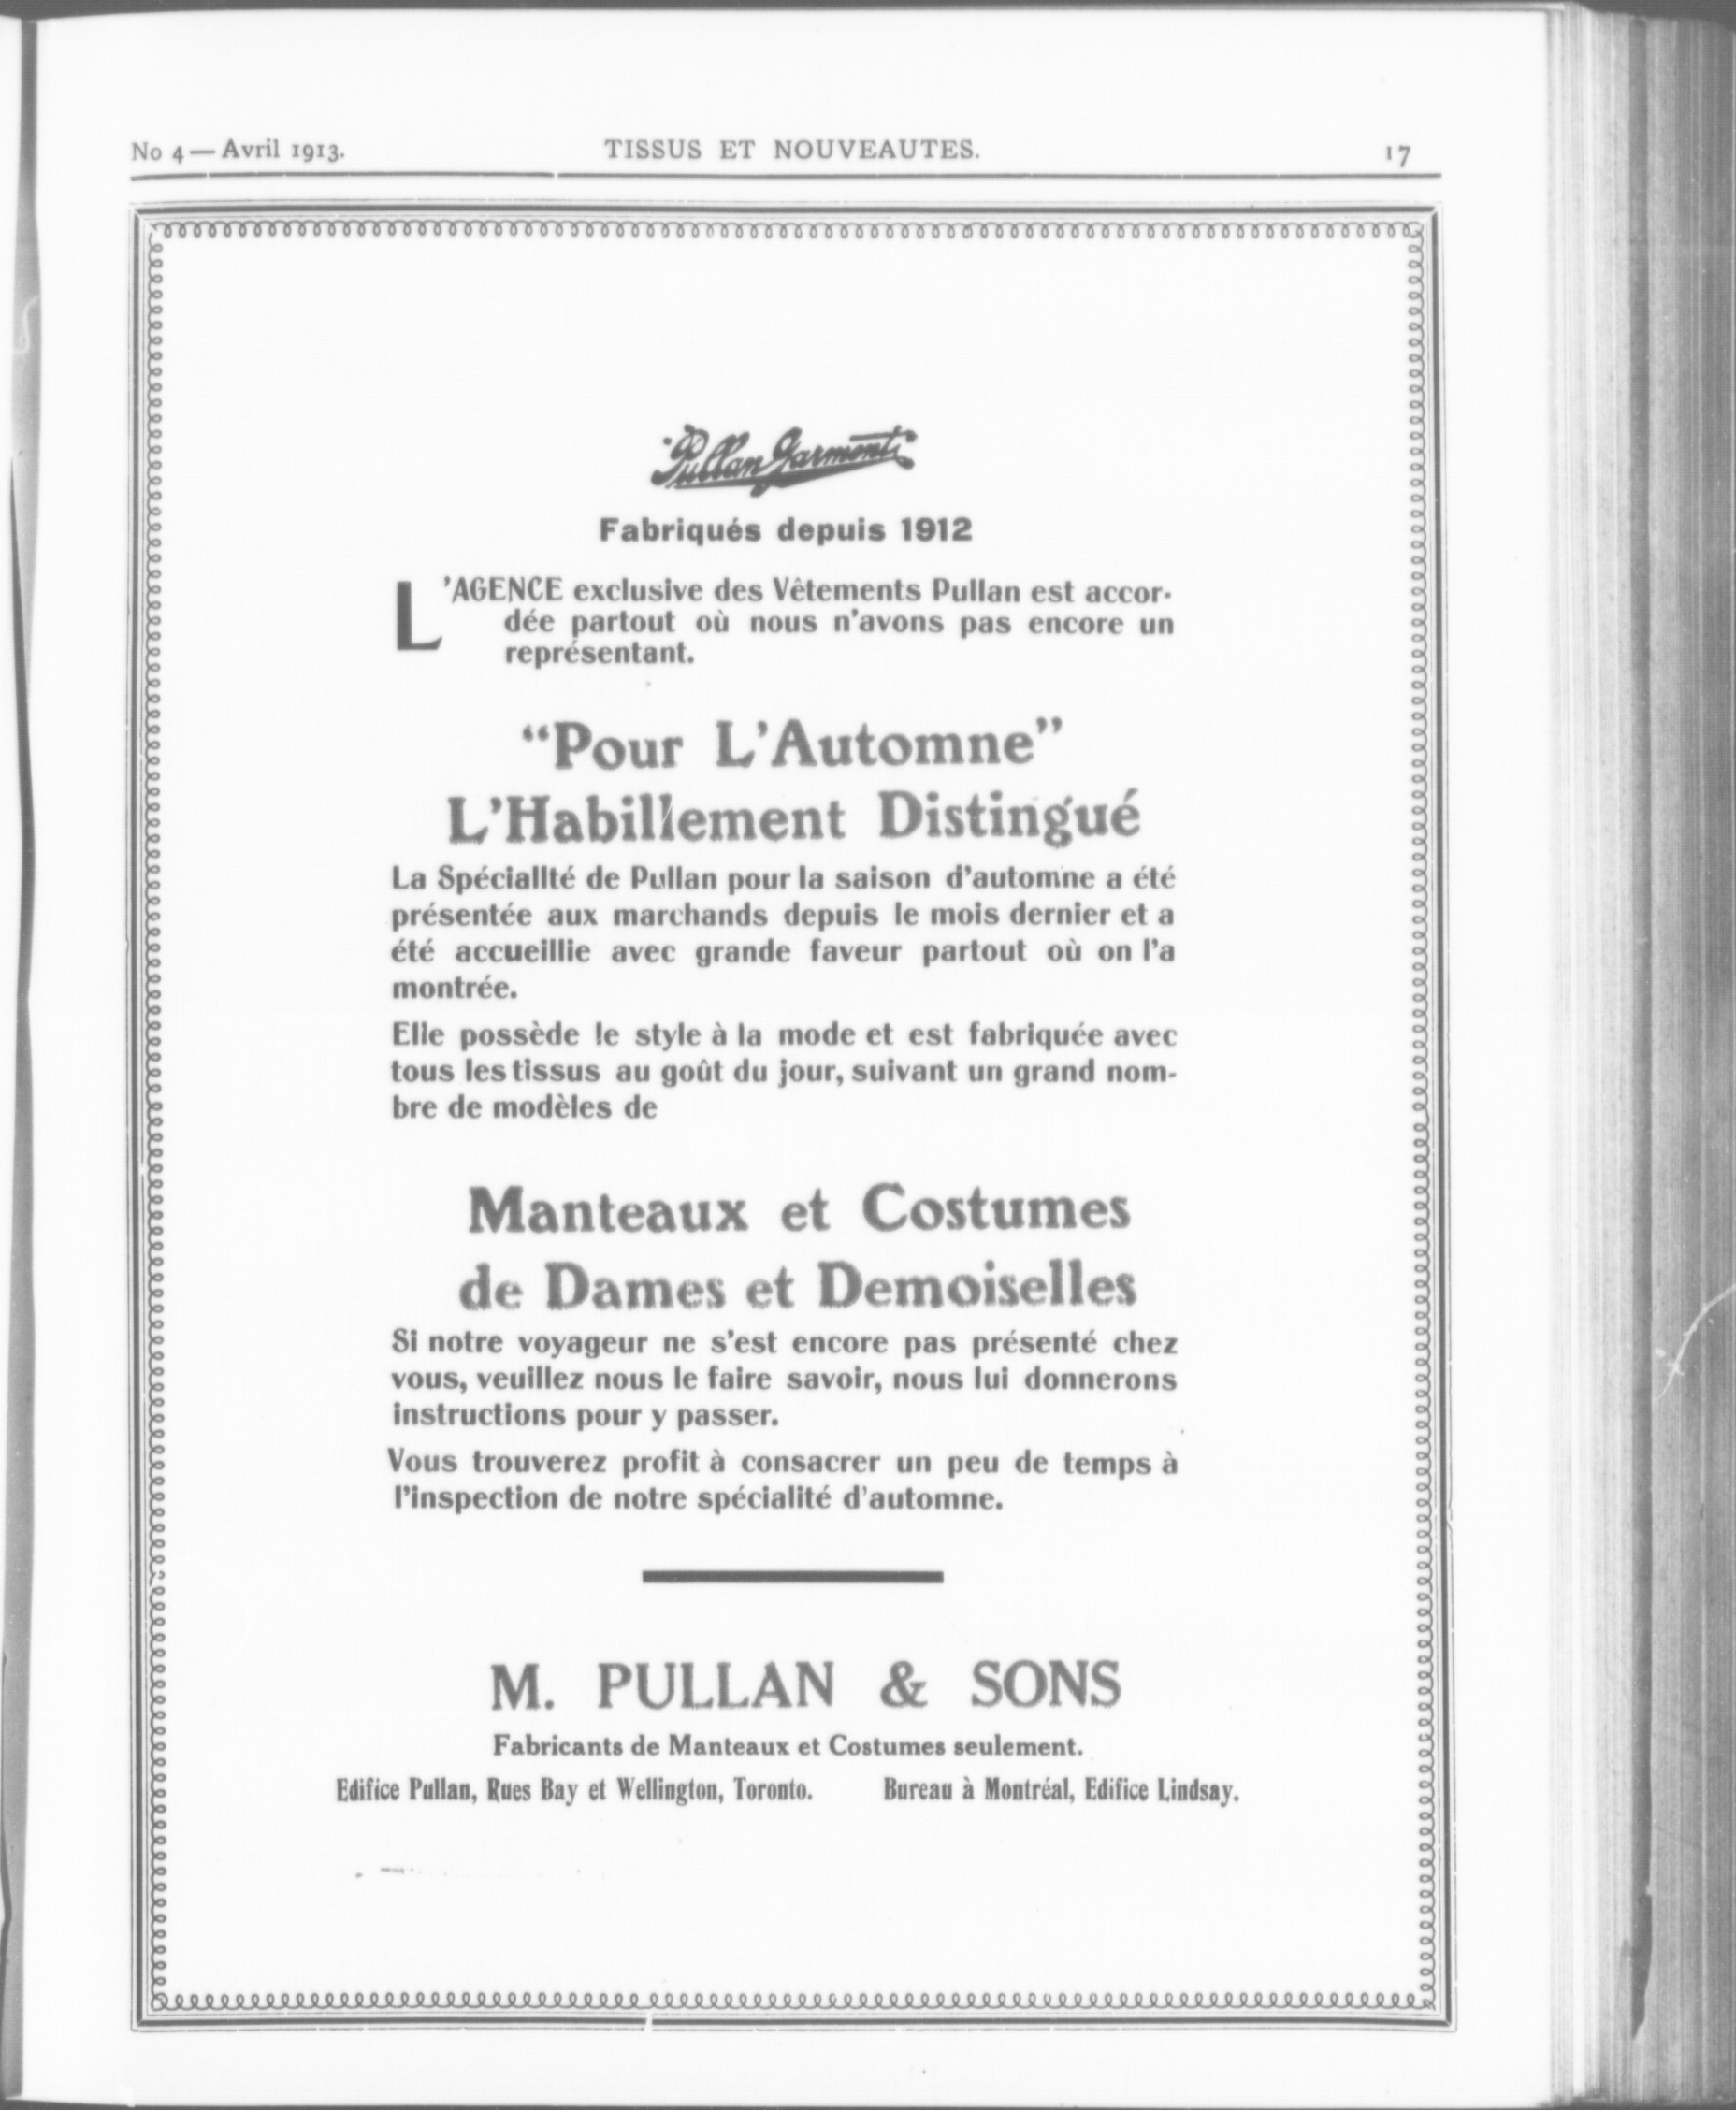 No 4 — Avril 1913.
TISSUS ET NOUVEAUTES.
17
Pullan Garments
Fabriqués depuis 1912
L'AGENCE exclusive des Vêtements Pullan est accor-
dée partout où nous n'avons pas encore un
représentant.
“Pour L'Automne”
L'Habillement Distingué
La Spéciallté de Pullan pour la saison d'automne a été
présentée aux marchands depuis le mois dernier et a
été accueillie avec grande faveur partout où on l'a
montrée.
Elle possède le style à la mode et est fabriquée avec
tous les tissus au goût du jour, suivant un grand nom-
bre de modèles de
Manteaux et Costumes
de Dames et Demoiselles
Si notre voyageur ne s'est encore pas présenté chez
vous, veuillez nous le faire savoir, nous lui donnerons
instructions pour y passer.
Vous trouverez profit à consacrer un peu de temps à
l'inspection de notre spécialité d'automne.
M. PULLAN & SONS
Fabricants de Manteaux et Costumes seulement.
Edifice Pullan, Rues Bay et Wellington, Toronto. Bureau à Montréal, Edifice Lindsay.